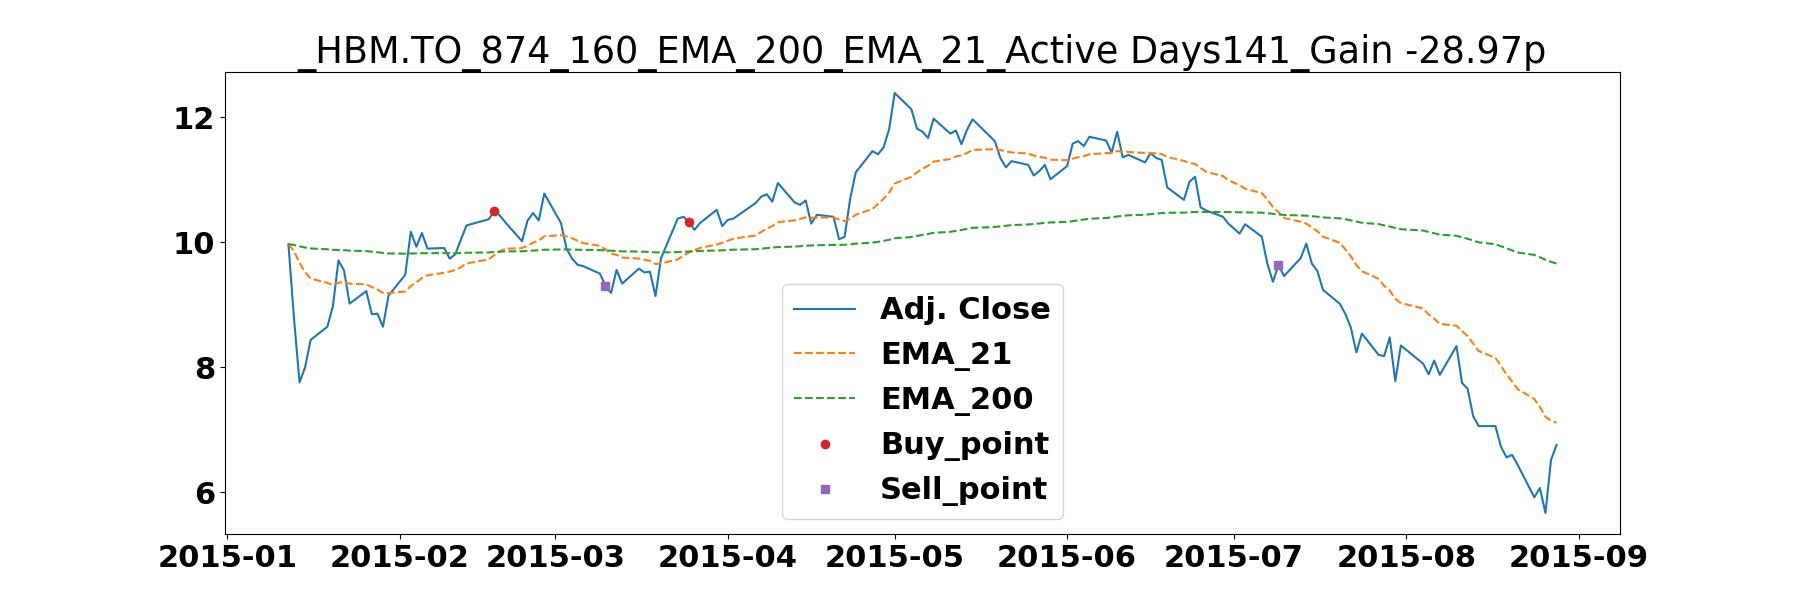 _HBM.TO_874_160_EMA_200_EMA_21_Active Days141_Gain -28.97p
12
10
8
6
Adj. Close
EMA_21
EMA_200
Buy_point
Sell_point
2015-01 2015-02 2015-03 2015-04 2015-05 2015-06 2015-07 2015-08 2015-09